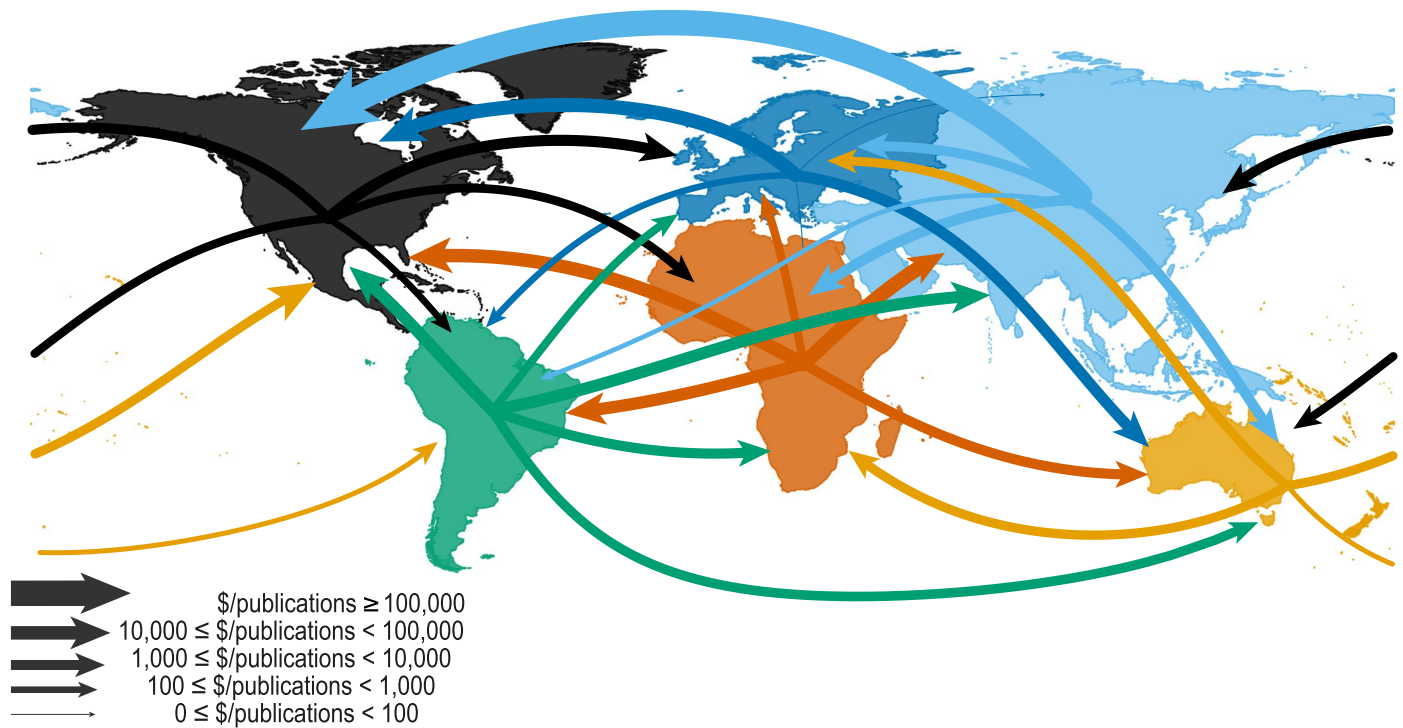 $/publications ≥ 100,000
10,000 ≤ $/publications < 100,000
1,000 ≤ $/publications < 10,000
100 ≤ $/publications < 1,000
0 ≤ $/publications < 100